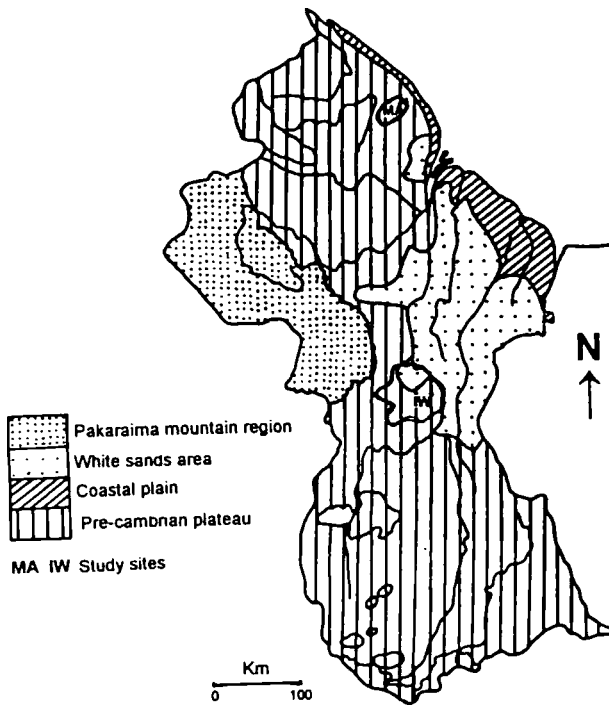 MA
N
IW
Pakaraima mountain region
White sands area
Coastal plain
Pre-cambnan plateau
MA IW Study sites
Km
0 100